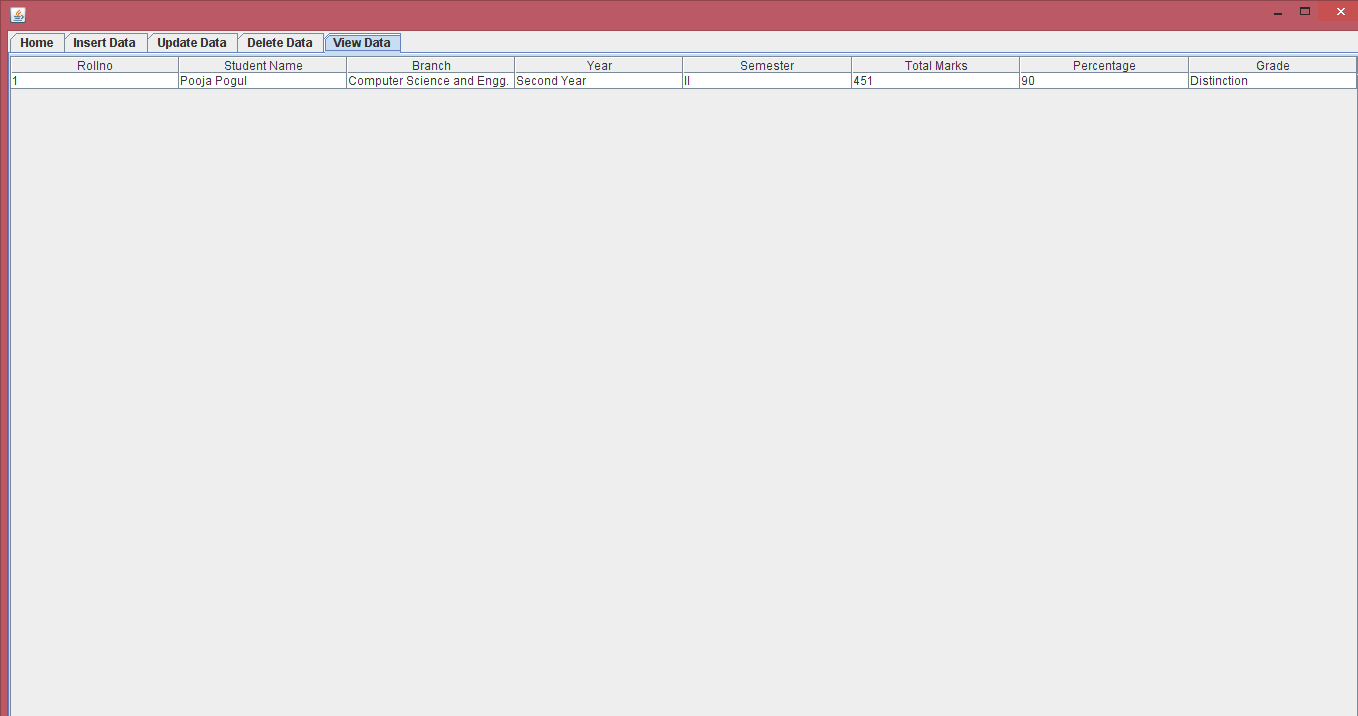 Home Insert Data Update Data Delete Data View Data
Rollno Student Name Branch Year Semester Total Marks Percentage Grade
1 Pooja Pogul Computer Science and Engg. Second Year II 451 90 Distinction